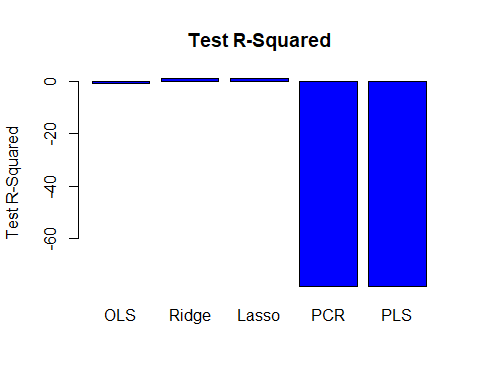 Test R-Squared
Test R-Squared
0
-20
-40
-60
OLS Ridge Lasso PCR PLS